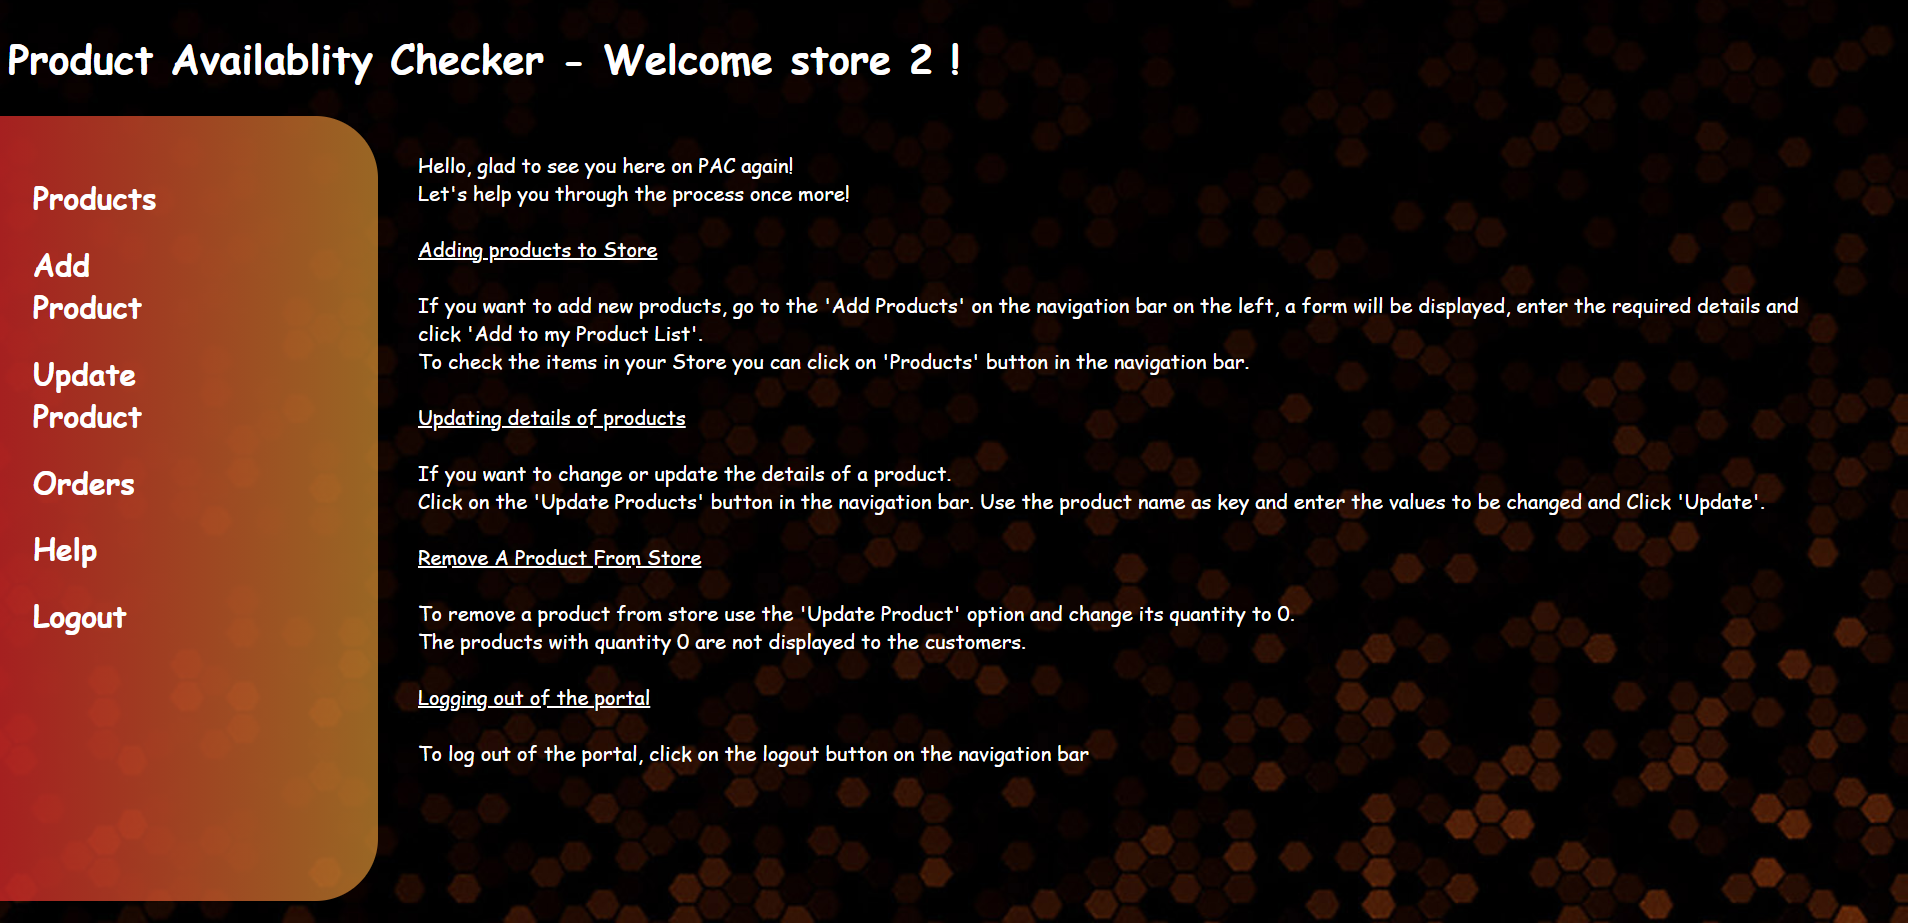 Product Availablity Checker - Welcome store 2 !
Products
Add
Product
Update
Product
Orders
Help
Logout
Hello, glad to see you here on PAC again!
Let's help you through the process once more!
Adding products to Store
If you want to add new products, go to the 'Add Products' on the navigation bar on the left, a form will be displayed, enter the required details and
click 'Add to my Product List'.
To check the items in your Store you can click on 'Products' button in the navigation bar.
Updating details of products
If you want to change or update the details of a product.
Click on the 'Update Products' button in the navigation bar. Use the product name as key and enter the values to be changed and Click 'Update'.
Remove A Product From Store
To remove a product from store use the 'Update Product' option and change its quantity to 0.
The products with quantity 0 are not displayed to the customers.
Logging out of the portal
To log out of the portal, click on the logout button on the navigation bar